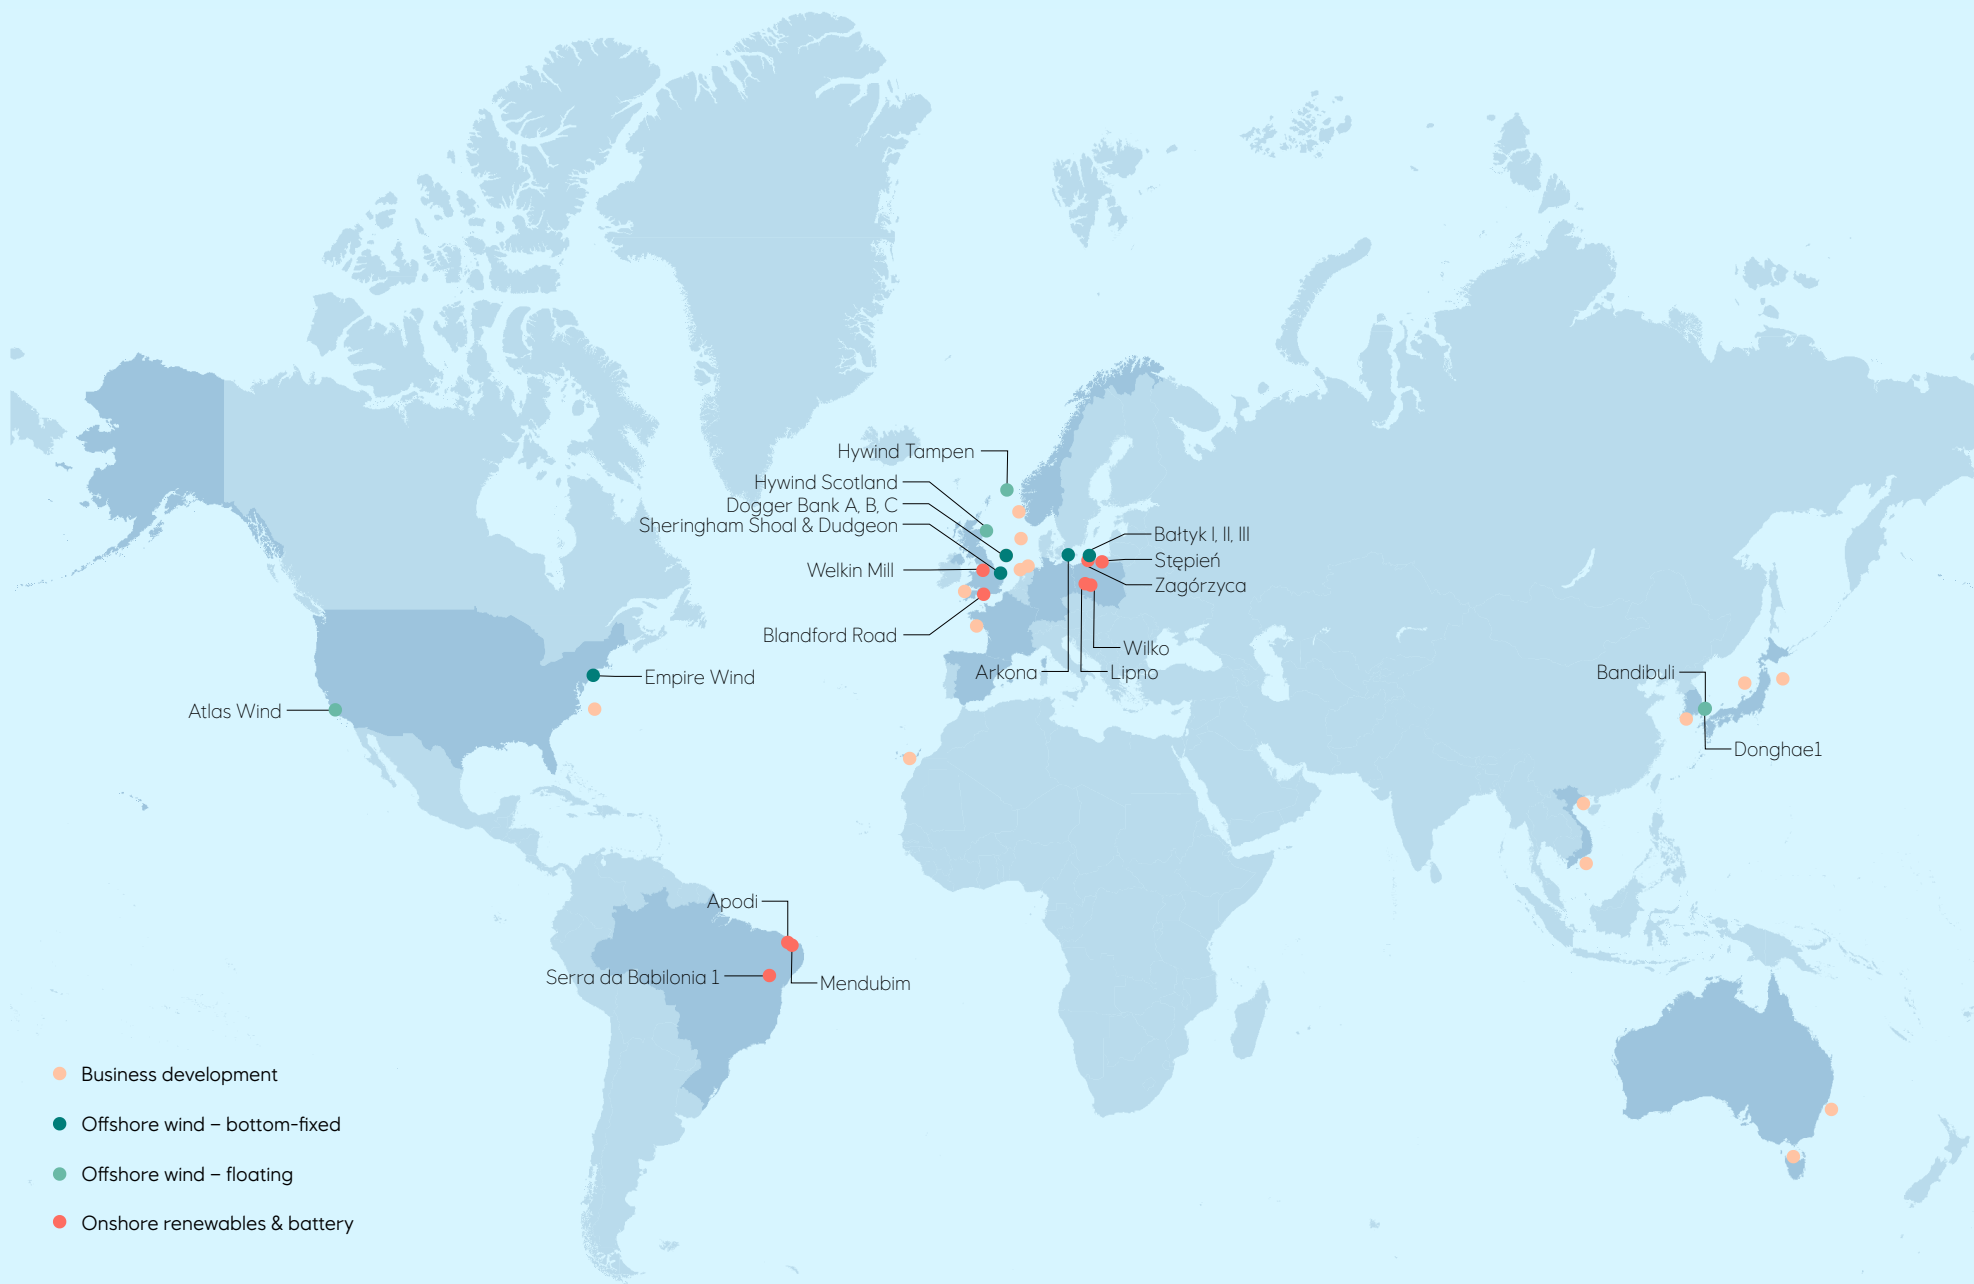 Hywind Tampen
Hywind Scotland
Dogger Bank A, B, C
Sheringham Shoal & Dudgeon
Bałtyk I, II, III
Stępień
Welkin Mill
Zagórzyca
Blandford Road
Wilko
Arkona
Lipno
Empire Wind
Bandibuli
Atlas Wind
Donghae1
Apodi
Serra da Babilonia 1
Mendubim
Business development
Offshore wind – bottom-fixed
Offshore wind – floating
Onshore renewables & battery